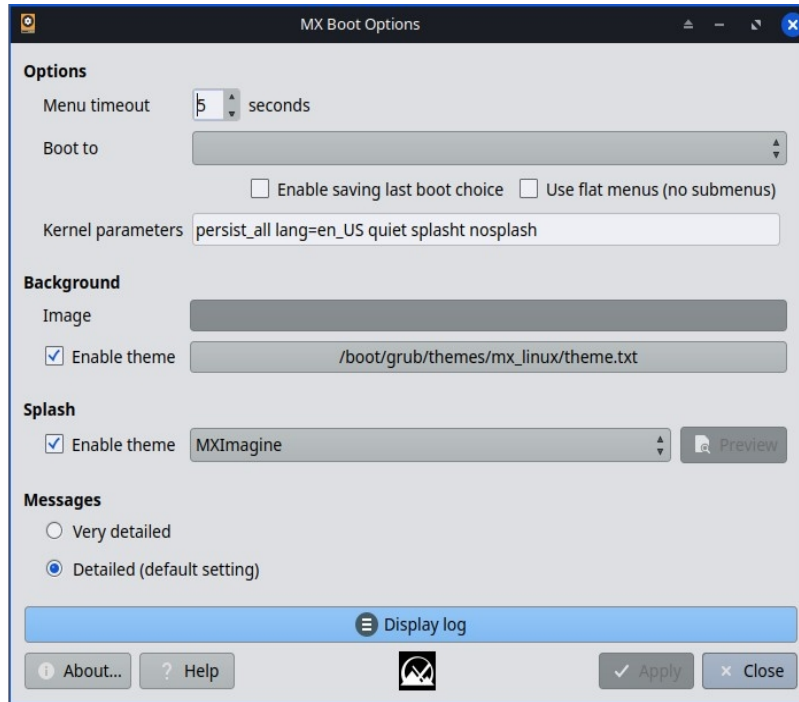 MX Boot Options
Options
Menu timeout 5 seconds
Boot to
Enable saving last boot choice Use flat menus (no submenus)
Kernel parameters persist_all lang=en_US quiet splasht nosplash
Background
Image
Enable theme /boot/grub/themes/mx_linux/theme.txt
Splash
Enable theme MXImagine Preview
Messages
Very detailed
Detailed (default setting)
Display log
About... ? Help Apply Close